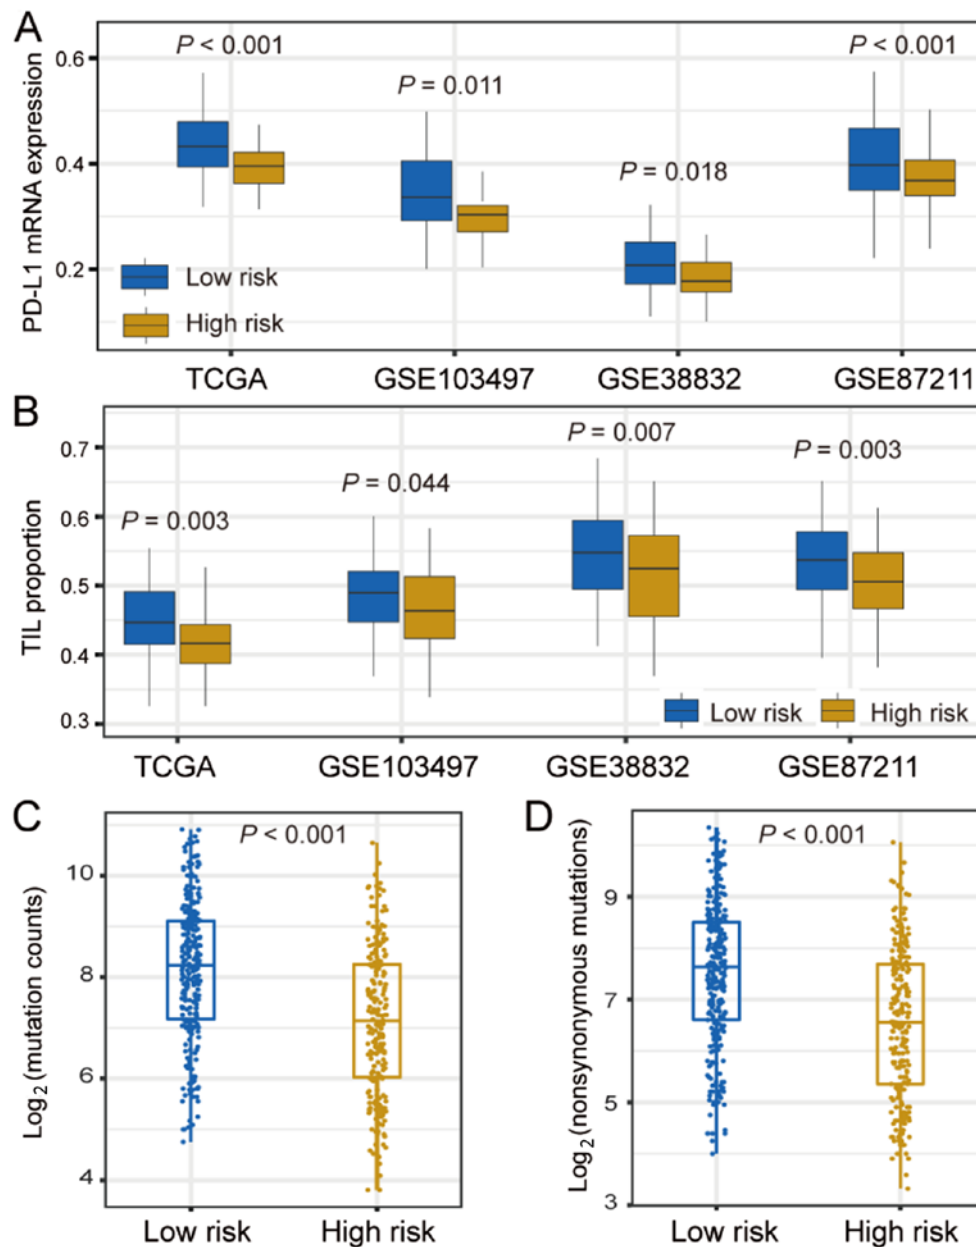 A
PD-L1 mRNA expression
0.6
0.4
0.2
P < 0.001
P = 0.011
P = 0.018
P < 0.001
Low risk
High risk
TCGA
GSE103497
GSE38832
GSE87211
B
TIL proportion
0.7
0.6
0.5
0.4
0.3
P = 0.003
P = 0.044
P = 0.007
P = 0.003
Low risk
High risk
TCGA
GSE103497
GSE38832
GSE87211
C
Log₂(mutation counts)
10
8
6
4
P < 0.001
Low risk
High risk
D
Log₂(nonsynonymous mutations)
9
7
5
3
P < 0.001
Low risk
High risk